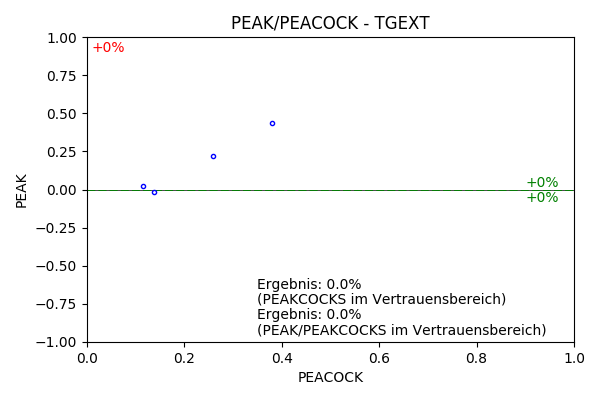 PEAK/PEACOCK - TGEXT
1.00
+0%
0.75
0.50
0.25
PEAK
0.00
+0%
+0%
−0.25
−0.50
Ergebnis: 0.0%
(PEAKCOCKS im Vertrauensbereich)
−0.75
Ergebnis: 0.0%
(PEAK/PEAKCOCKS im Vertrauensbereich)
−1.00
0.0 0.2 0.4 0.6 0.8 1.0
PEACOCK